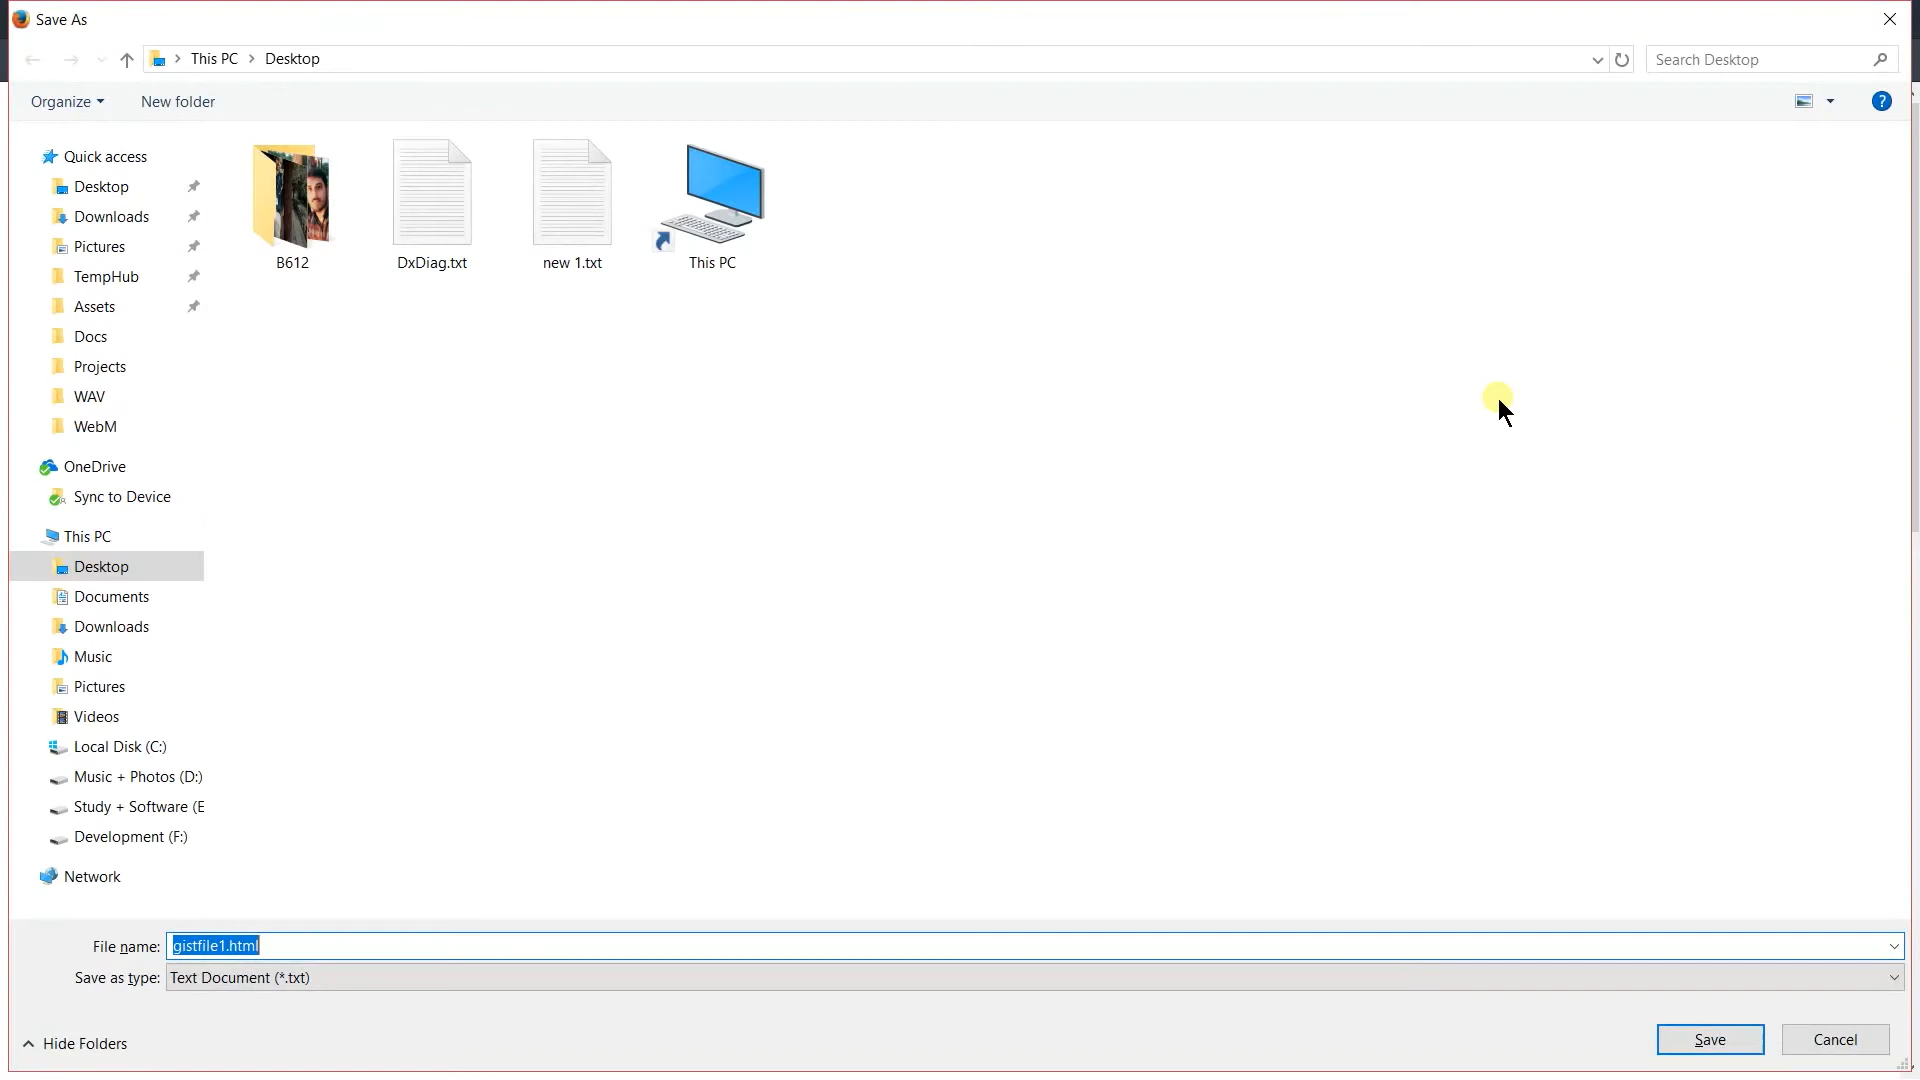 Save As
This PC > Desktop
Search Desktop
Organize
New folder
?
Quick access
Desktop
Downloads
Pictures
TempHub
Assets
Docs
Projects
WAV
WebM
OneDrive
Sync to Device
This PC
Desktop
Documents
Downloads
Music
Pictures
Videos
Local Disk (C:)
Music + Photos (D:)
Study + Software (E
Development (F:)
Network
B612
DxDiag.txt
new 1.txt
This PC
File name: gistfile1.html
Save as type: Text Document (*.txt)
Hide Folders
Save
Cancel